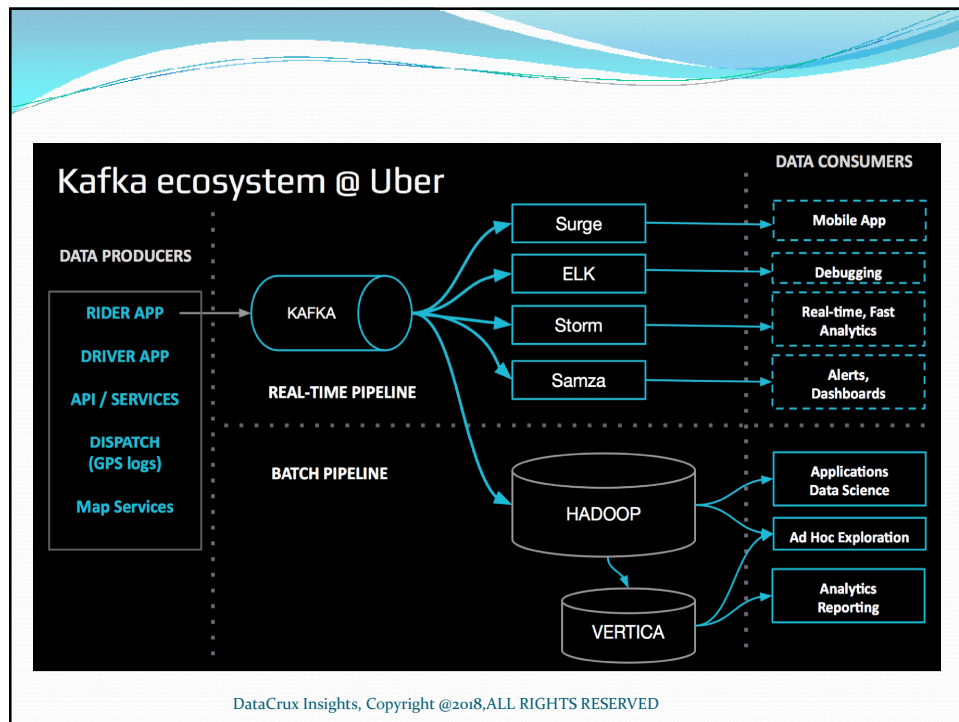 Kafka ecosystem @ Uber
DATA PRODUCERS
RIDER APP
DRIVER APP
API / SERVICES
DISPATCH
(GPS logs)
Map Services
KAFKA
REAL-TIME PIPELINE
BATCH PIPELINE
Surge
ELK
Storm
Samza
HADOOP
VERTICA
DATA CONSUMERS
Mobile App
Debugging
Real-time, Fast
Analytics
Alerts,
Dashboards
Applications
Data Science
Ad Hoc Exploration
Analytics
Reporting
DataCrux Insights, Copyright @2018,ALL RIGHTS RESERVED